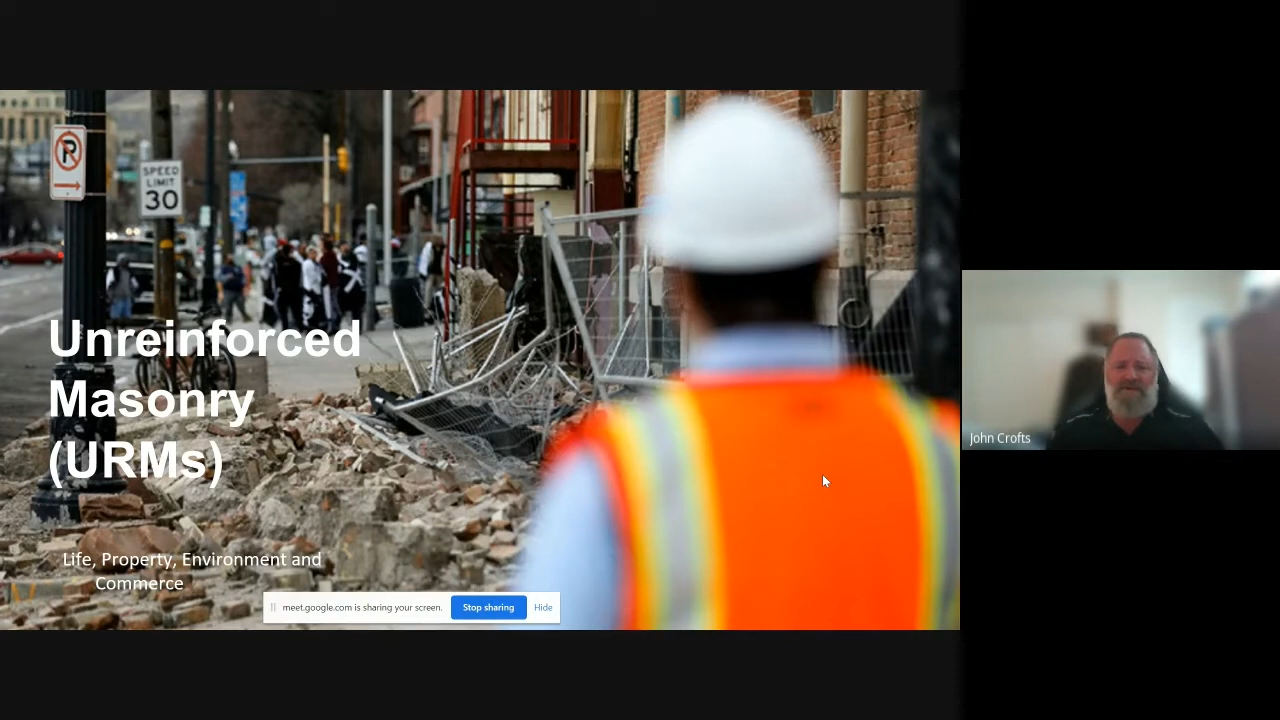 P
SPEED
LIMIT
30
Unreinforced
Masonry
(URMs)
Life, Property, Environment and
Commerce
meet.google.com is sharing your screen.
Stop sharing
Hide
John Crofts